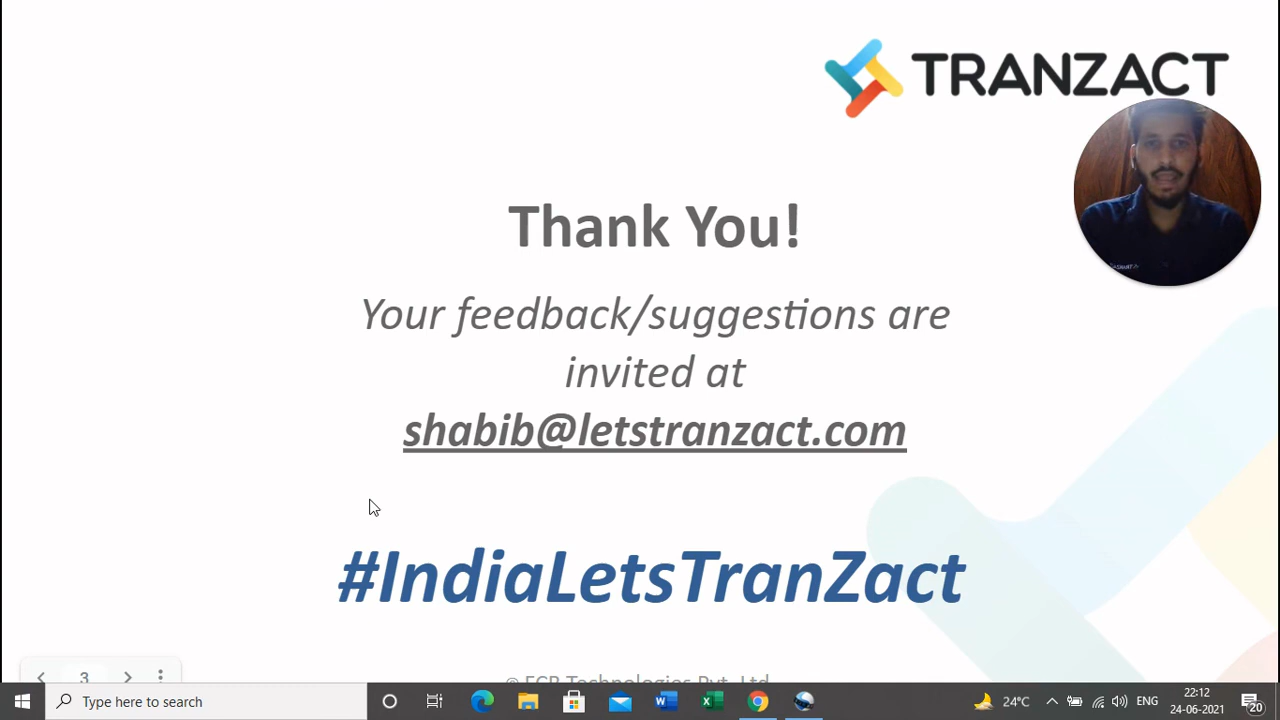 TRANZACT
Thank You!
Your feedback/suggestions are
invited at
shabib@letstranzact.com
#IndiaLetsTranZact
3
Type here to search
24°C
ENG
22:12
24-06-2021
20